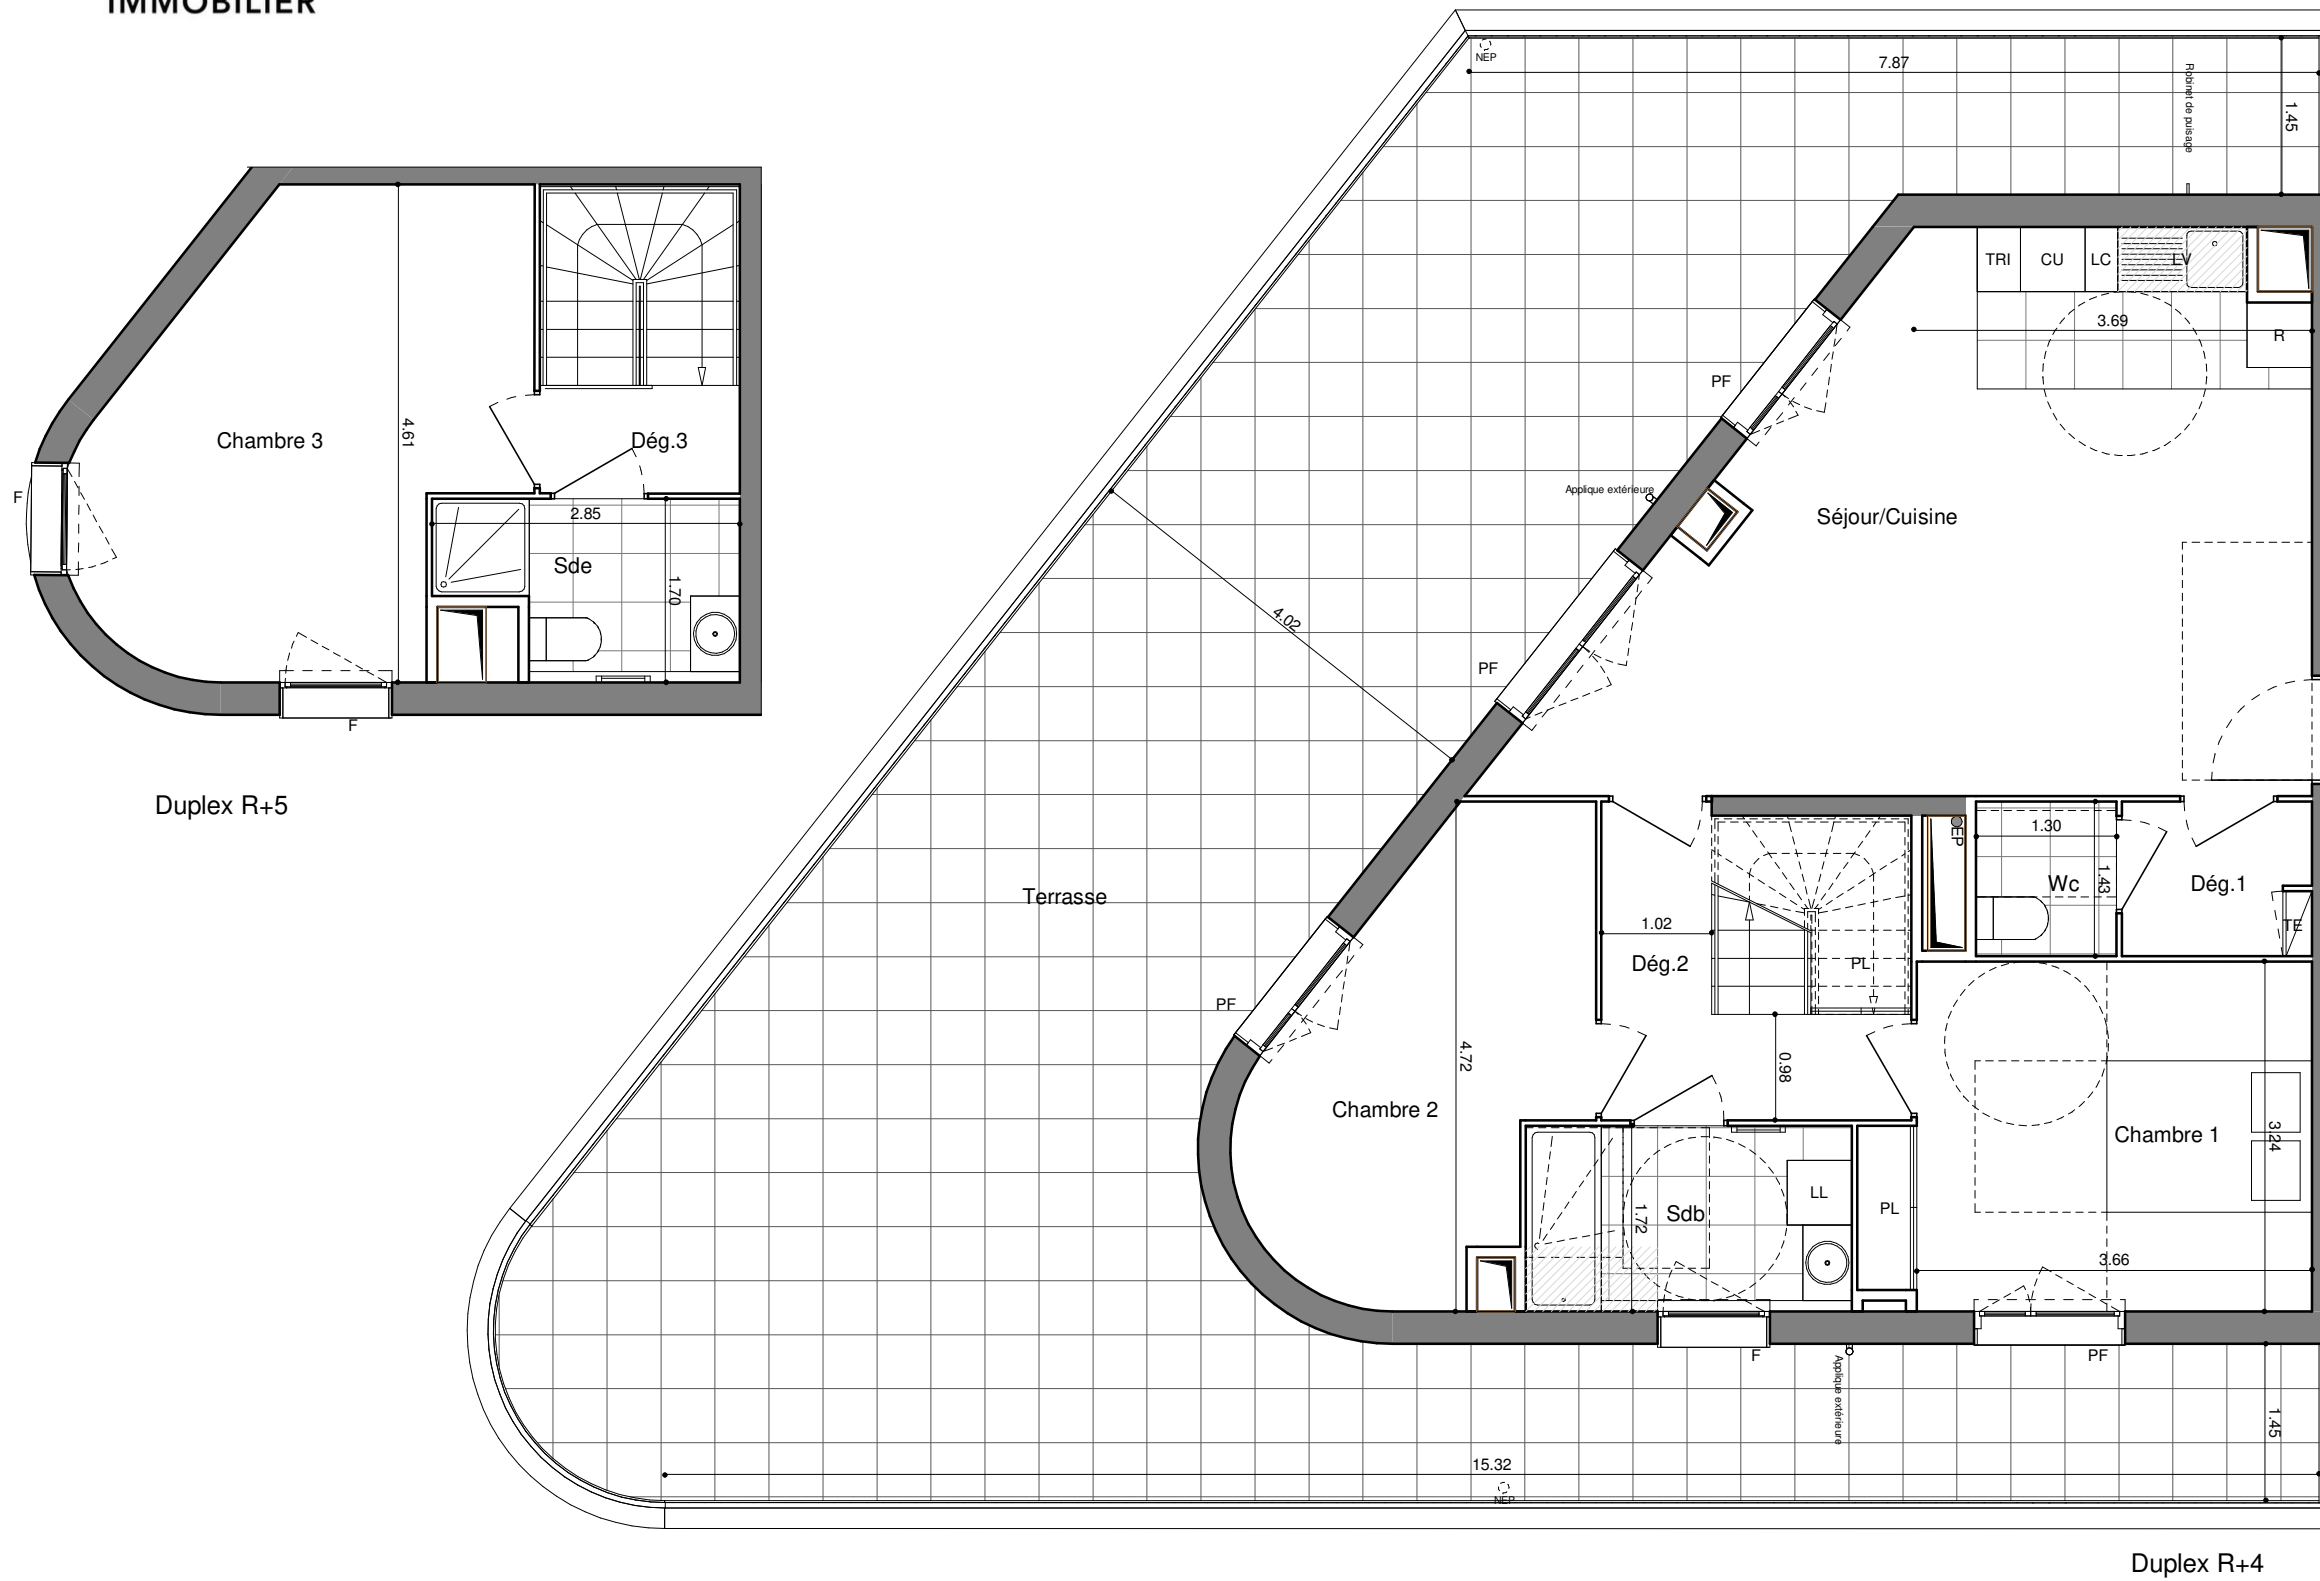 IMMOBILIER
NEP
7.87
Robinet de puisage
1.45
TRI
CU
LC
LV
3.69
R
PF
Chambre 3
4.61
Dég.3
F
2.85
Sde
1.70
F
Duplex R+5
Applique extérieure
Séjour/Cuisine
4.02
PF
Terrasse
EP
1.30
Wc
1.43
Dég.1
TE
1.02
Dég.2
PL
PF
4.72
0.98
Chambre 2
Chambre 1
3.24
LL
PL
Sdb
1.72
3.66
F
PF
Applique extérieure
1.45
15.32
NEP
Duplex R+4